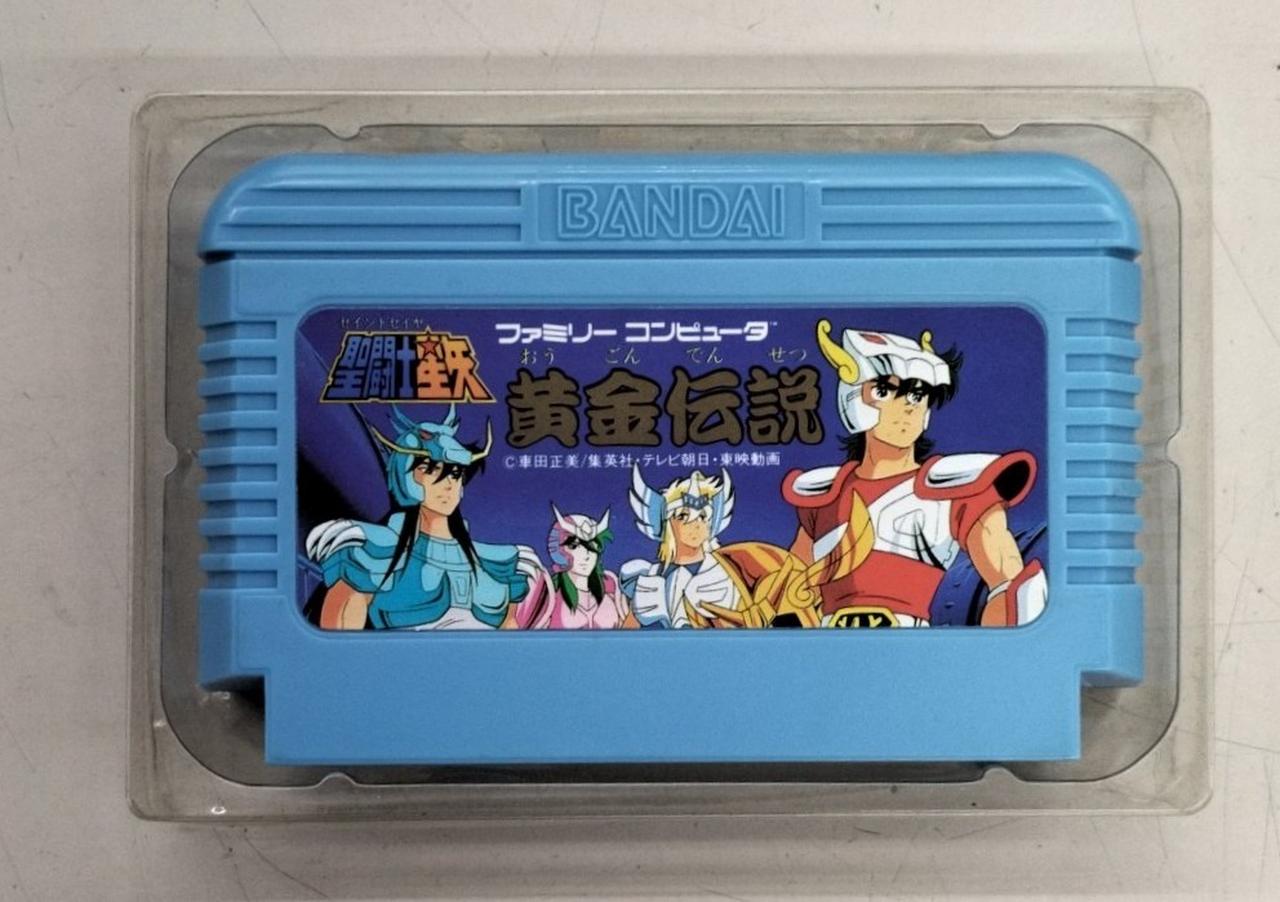 BANDAI
セイントセイヤ
聖闘士星矢
ファミリー コンピュータ™
おう ごん でん せつ
黄金伝説
©車田正美/集英社・テレビ朝日・東映動画